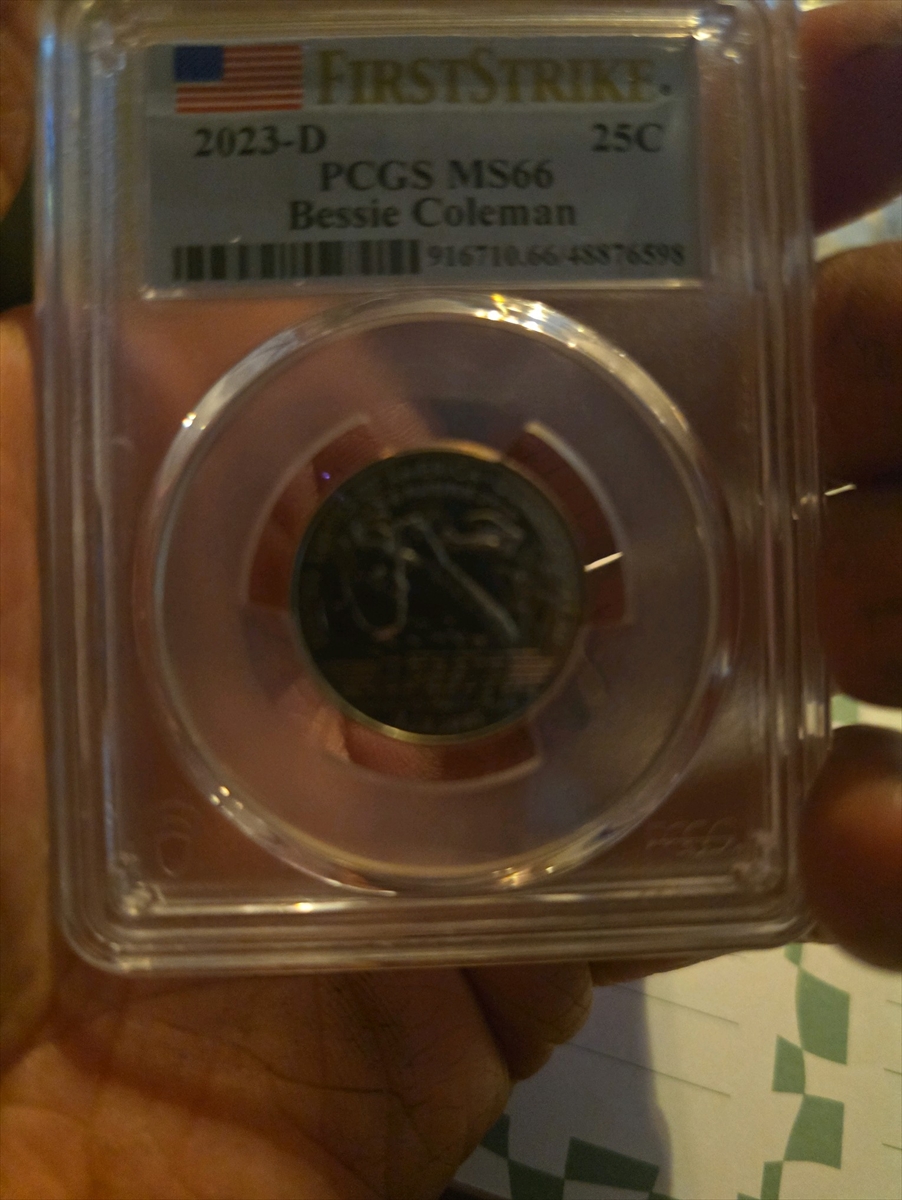 FIRSTSTRIKE.
2023-D 25C
PCGS MS66
Bessie Coleman
916710.66/48876598